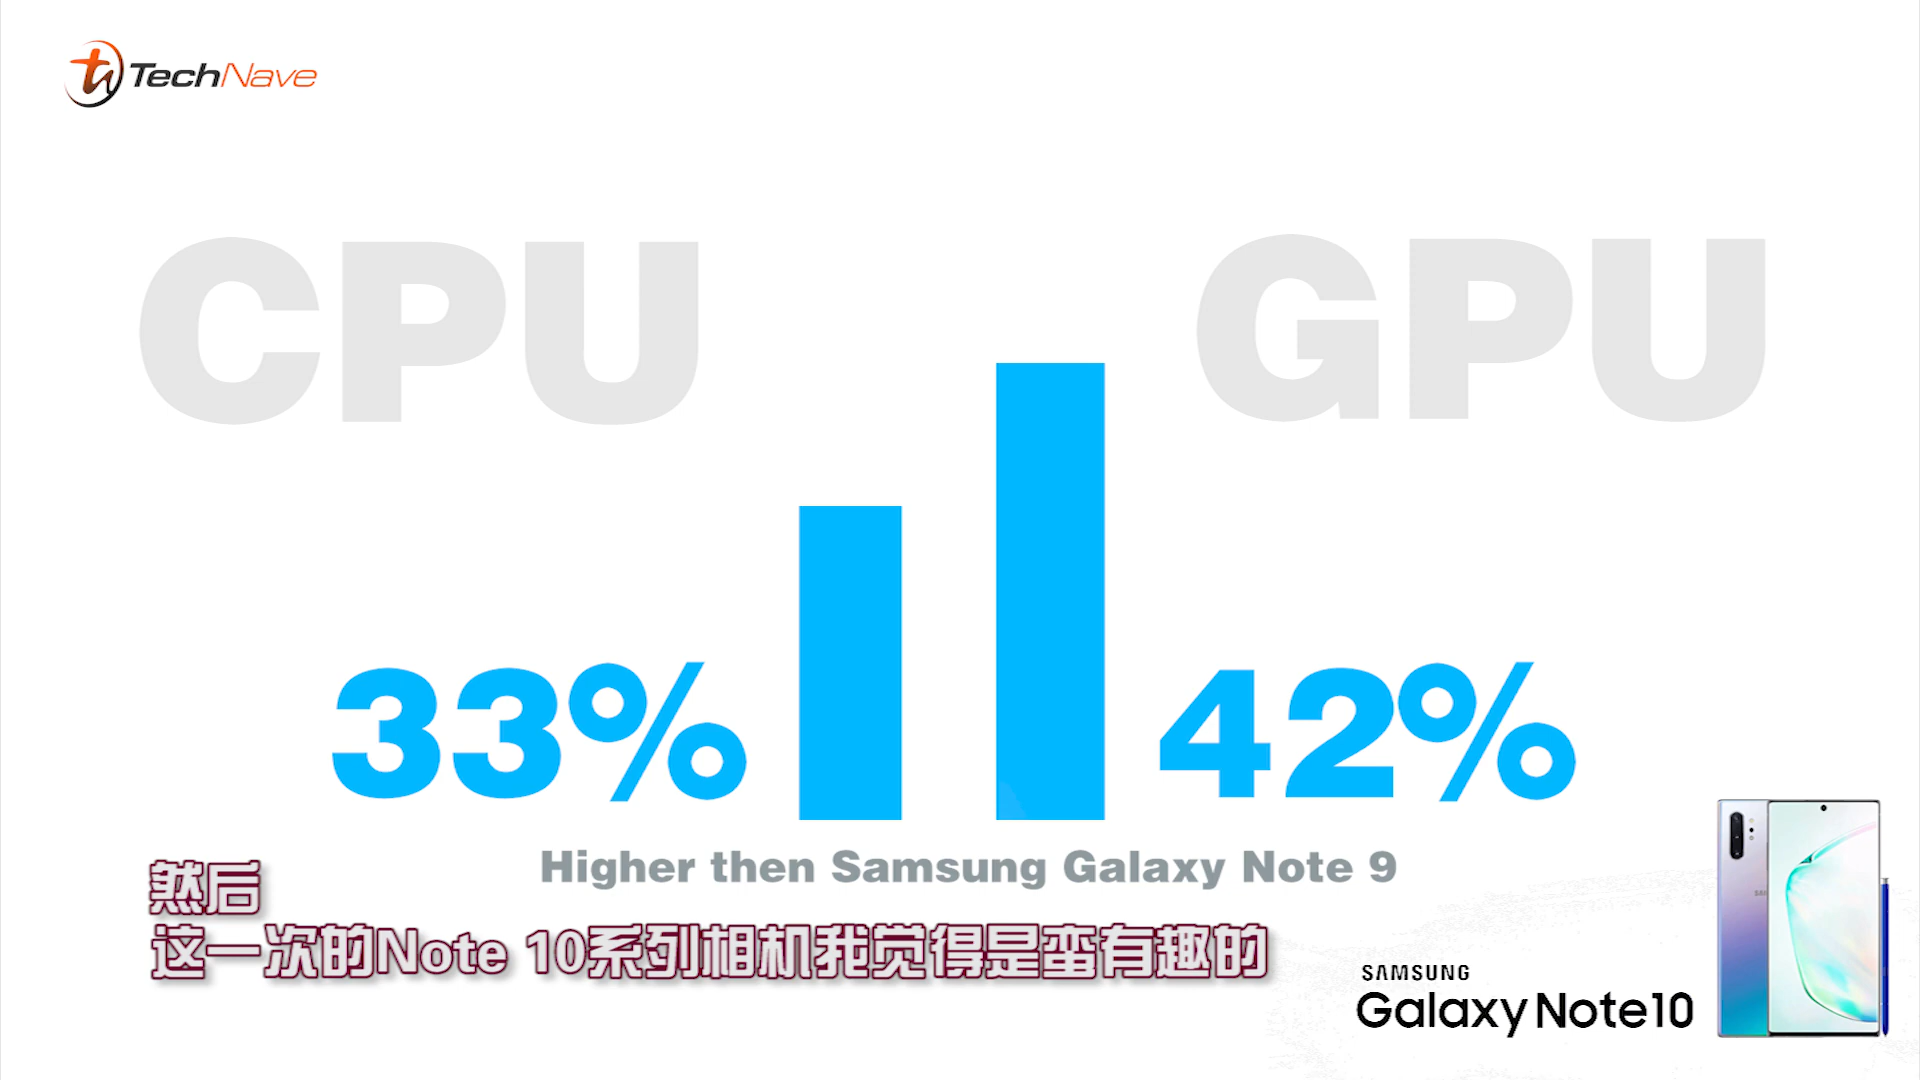 TechNave
CPU
GPU
33%
42%
Higher then Samsung Galaxy Note 9
然后
这一次的Note 10系列相机我觉得是蛮有趣的
SAMSUNG
Galaxy Note10